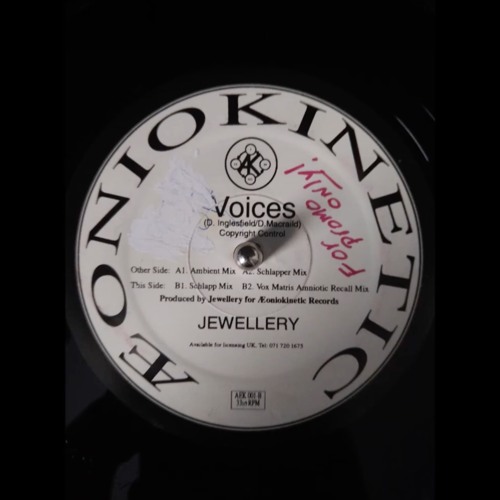 ÆONIOKINETIC
AK
For
promo
only!
Voices
(D. Inglesfield/D.Macraild)
Copyright Control
Other Side: A1. Ambient Mix A2. Schlapper Mix
This Side: B1. Schlapp Mix B2. Vox Matris Amniotic Recall Mix
Produced by Jewellery for Æoniokinetic Records
JEWELLERY
Available for licensing UK. Tel: 071 720 1675
AEK 001-B
33⅓ RPM